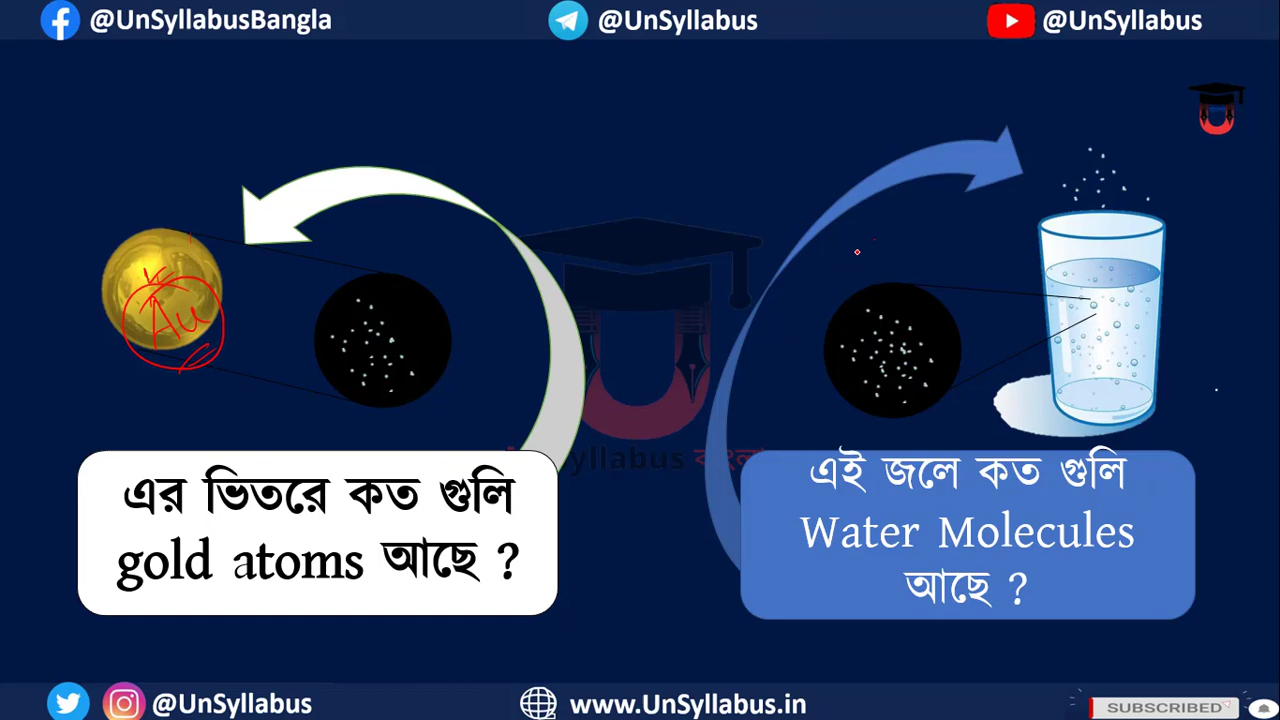 @UnSyllabusBangla
@UnSyllabus
@UnSyllabus
Au
Syllabus বাংলা
এর ভিতরে কত গুলি
gold atoms আছে ?
এই জলে কত গুলি
Water Molecules
আছে ?
@UnSyllabus
www.UnSyllabus.in
SUBSCRIBED